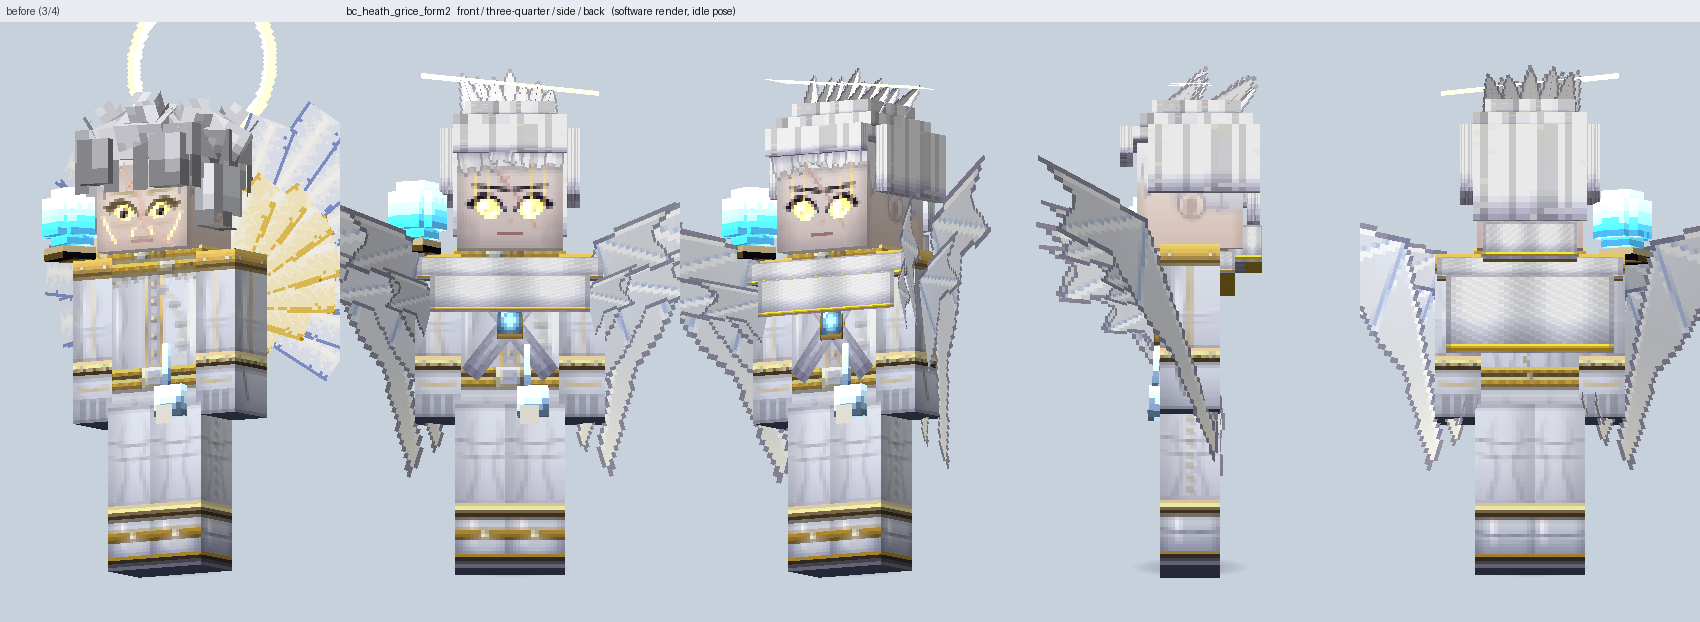 before (3/4)
bc_heath_grice_form2 front / three-quarter / side / back (software render, idle pose)